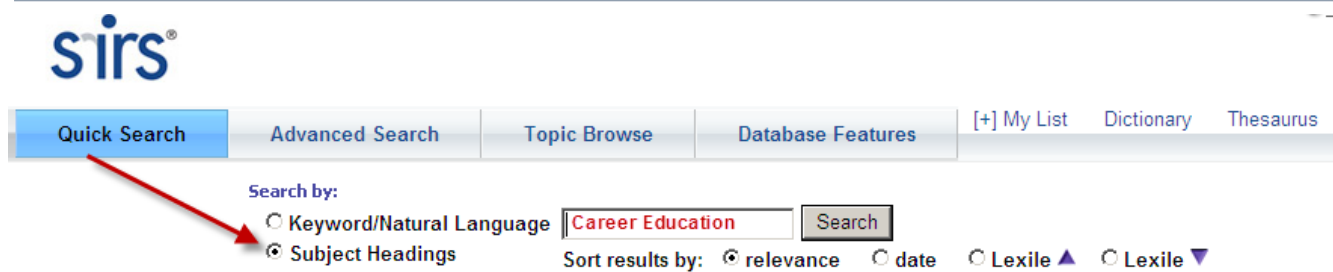 sirs®
Quick Search Advanced Search Topic Browse Database Features [+] My List Dictionary Thesaurus
Search by:
Keyword/Natural Language Career Education Search
Subject Headings Sort results by: relevance date Lexile ▲ Lexile ▼